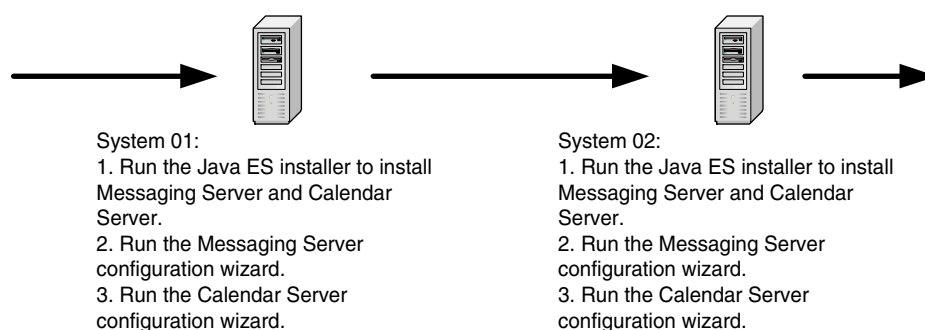 System 01:
1. Run the Java ES installer to install
Messaging Server and Calendar
Server.
2. Run the Messaging Server
configuration wizard.
3. Run the Calendar Server
configuration wizard.
System 02:
1. Run the Java ES installer to install
Messaging Server and Calendar
Server.
2. Run the Messaging Server
configuration wizard.
3. Run the Calendar Server
configuration wizard.